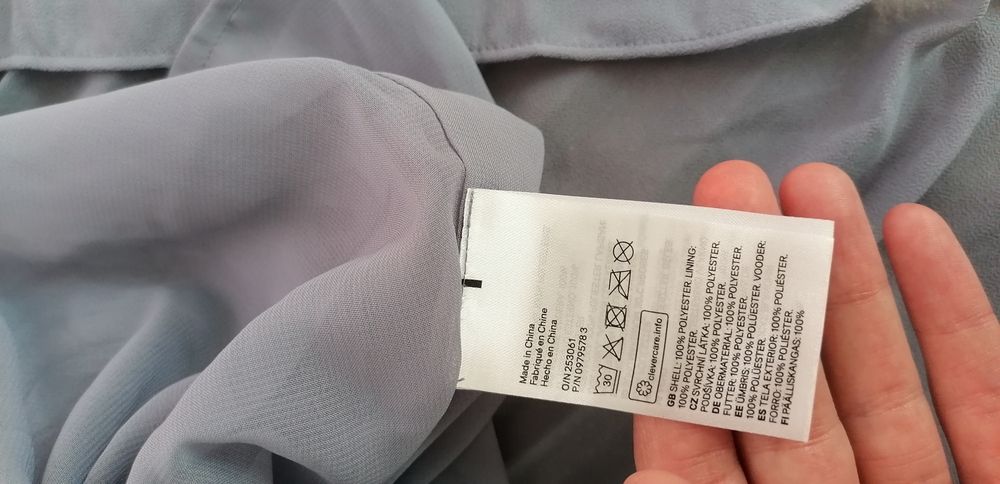 Made in China
Fabriqué en Chine
Hecho en China
O/N 253061
P/N 09795783
30
clevercare.info
GB SHELL: 100% POLYESTER. LINING:
100% POLYESTER.
CZ SVRCHNÍ LÁTKA: 100% POLYESTER.
PODŠÍVKA: 100% POLYESTER.
DE OBERMATERIAL: 100% POLYESTER.
FUTTER: 100% POLYESTER.
EE ÜMBRIS: 100% POLÜESTER. VOODER:
100% POLÜESTER.
ES TELA EXTERIOR: 100% POLIÉSTER.
FORRO: 100% POLIÉSTER.
FI PÄÄLLISKANGAS: 100%